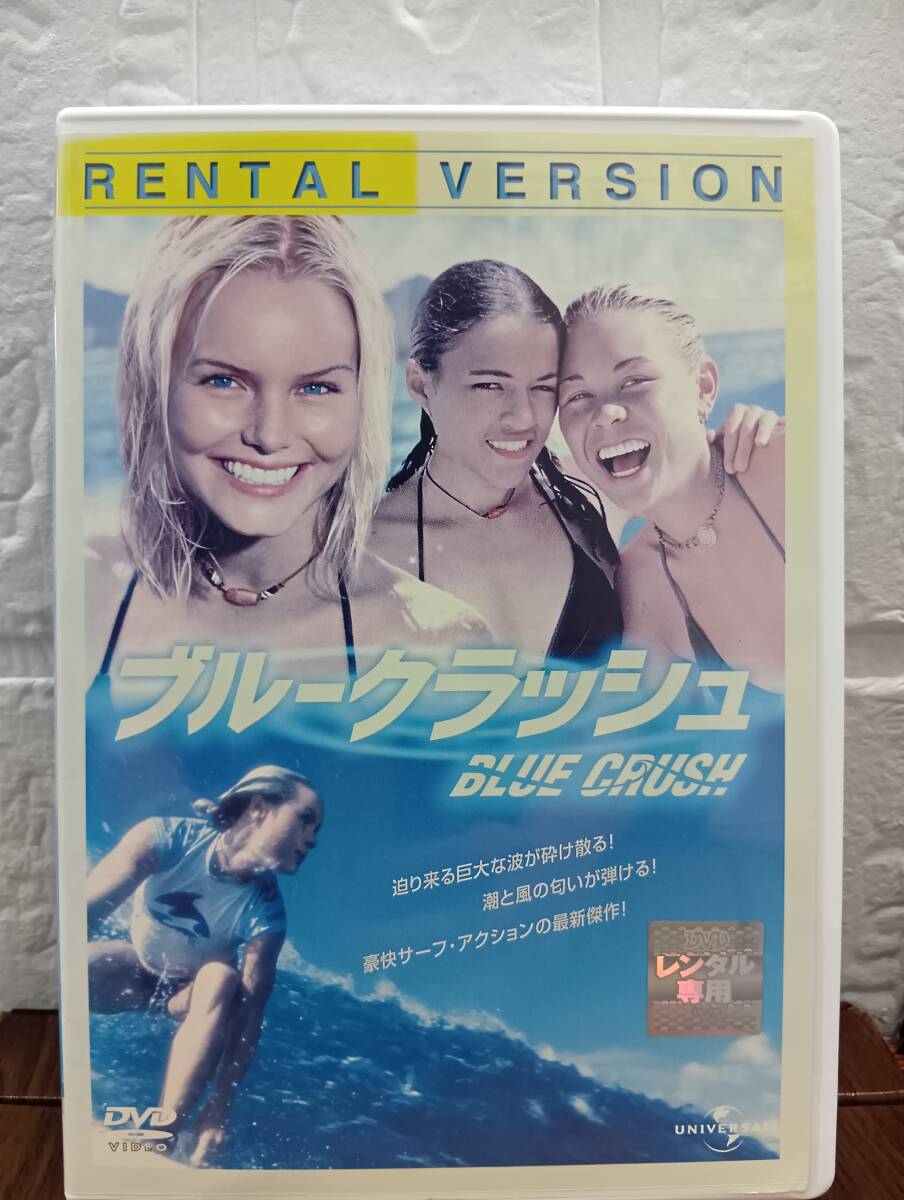 RENTAL VERSION
ブルークラッシュ
BLUE CRUSH
迫り来る巨大な波が砕け散る!
潮と風の匂いが弾ける!
豪快サーフ・アクションの最新傑作!
DVD
レンタル
専用
DVD
VIDEO
UNIVERSAL